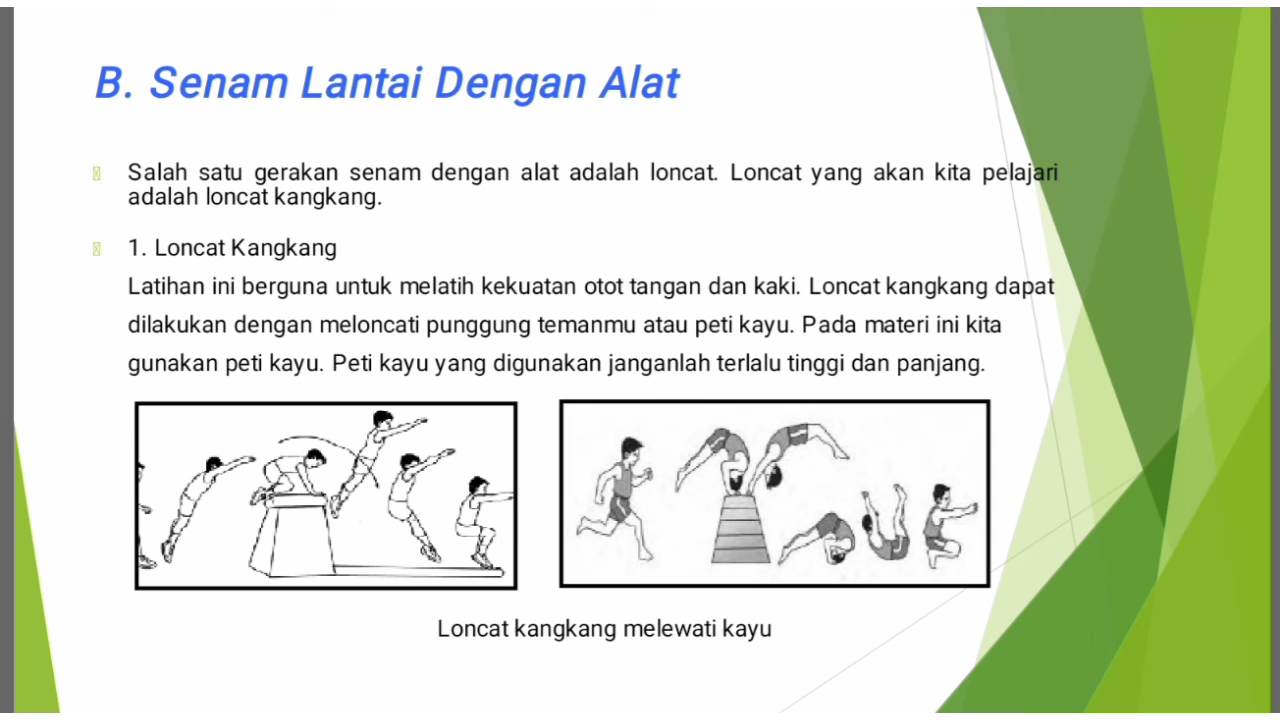 B. Senam Lantai Dengan Alat
Salah satu gerakan senam dengan alat adalah loncat. Loncat yang akan kita pelajari
adalah loncat kangkang.
1. Loncat Kangkang
Latihan ini berguna untuk melatih kekuatan otot tangan dan kaki. Loncat kangkang dapat
dilakukan dengan meloncati punggung temanmu atau peti kayu. Pada materi ini kita
gunakan peti kayu. Peti kayu yang digunakan janganlah terlalu tinggi dan panjang.
Loncat kangkang melewati kayu